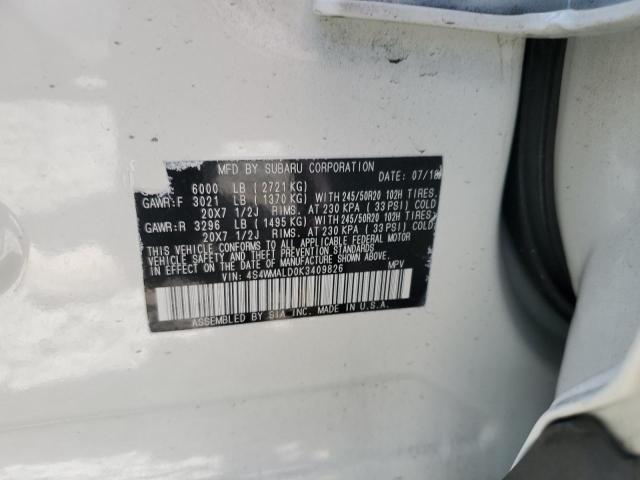 MFD BY SUBARU CORPORATION
DATE: 07/18
6000 LB ( 2721 KG)
GAWR:F 3021 LB ( 1370 KG) WITH 245/50R20 102H TIRES.
20X7 1/2J RIMS. AT 230 KPA ( 33 PSI) COLD
GAWR:R 3296 LB ( 1495 KG) WITH 245/50R20 102H TIRES.
20X7 1/2J RIMS. AT 230 KPA ( 33 PSI) COLD
THIS VEHICLE CONFORMS TO ALL APPLICABLE FEDERAL MOTOR
VEHICLE SAFETY AND THEFT PREVENTION STANDARDS
IN EFFECT ON THE DATE OF MANUFACTURE SHOWN ABOVE.
VIN: 4S4WMALD0K3409826 MPV
ASSEMBLED BY SIA INC. MADE IN U.S.A.